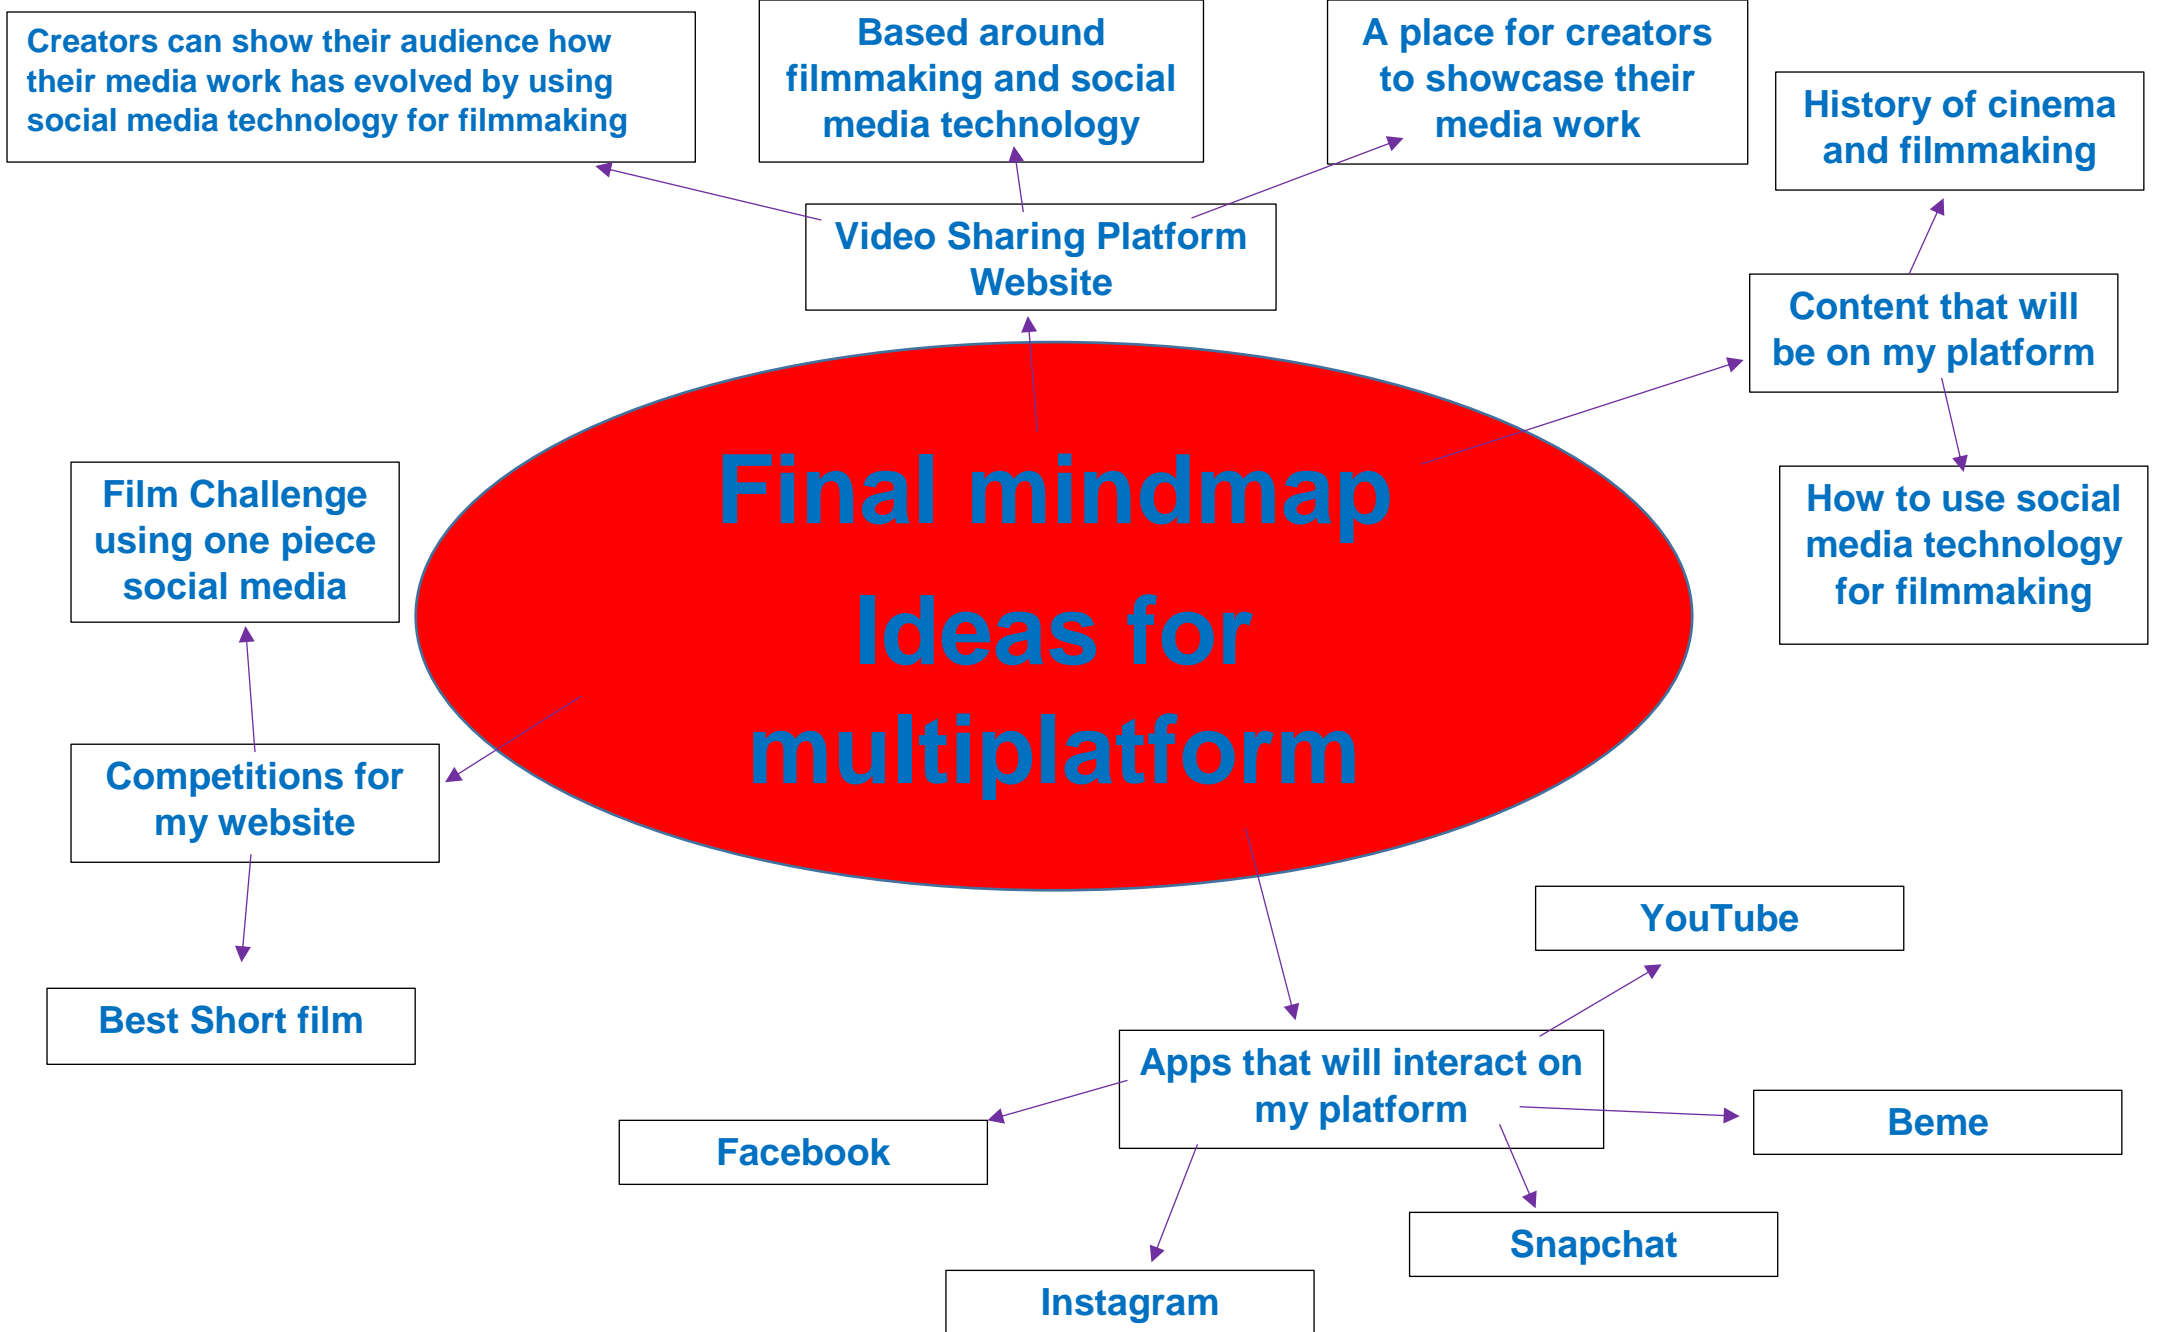 Creators can show their audience how
their media work has evolved by using
social media technology for filmmaking
Based around
filmmaking and social
media technology
A place for creators
to showcase their
media work
History of cinema
and filmmaking
Video Sharing Platform
Website
Content that will
be on my platform
How to use social
media technology
for filmmaking
Final mindmap
Ideas for
multiplatform
Film Challenge
using one piece
social media
Competitions for
my website
Best Short film
YouTube
Apps that will interact on
my platform
Beme
Facebook
Snapchat
Instagram